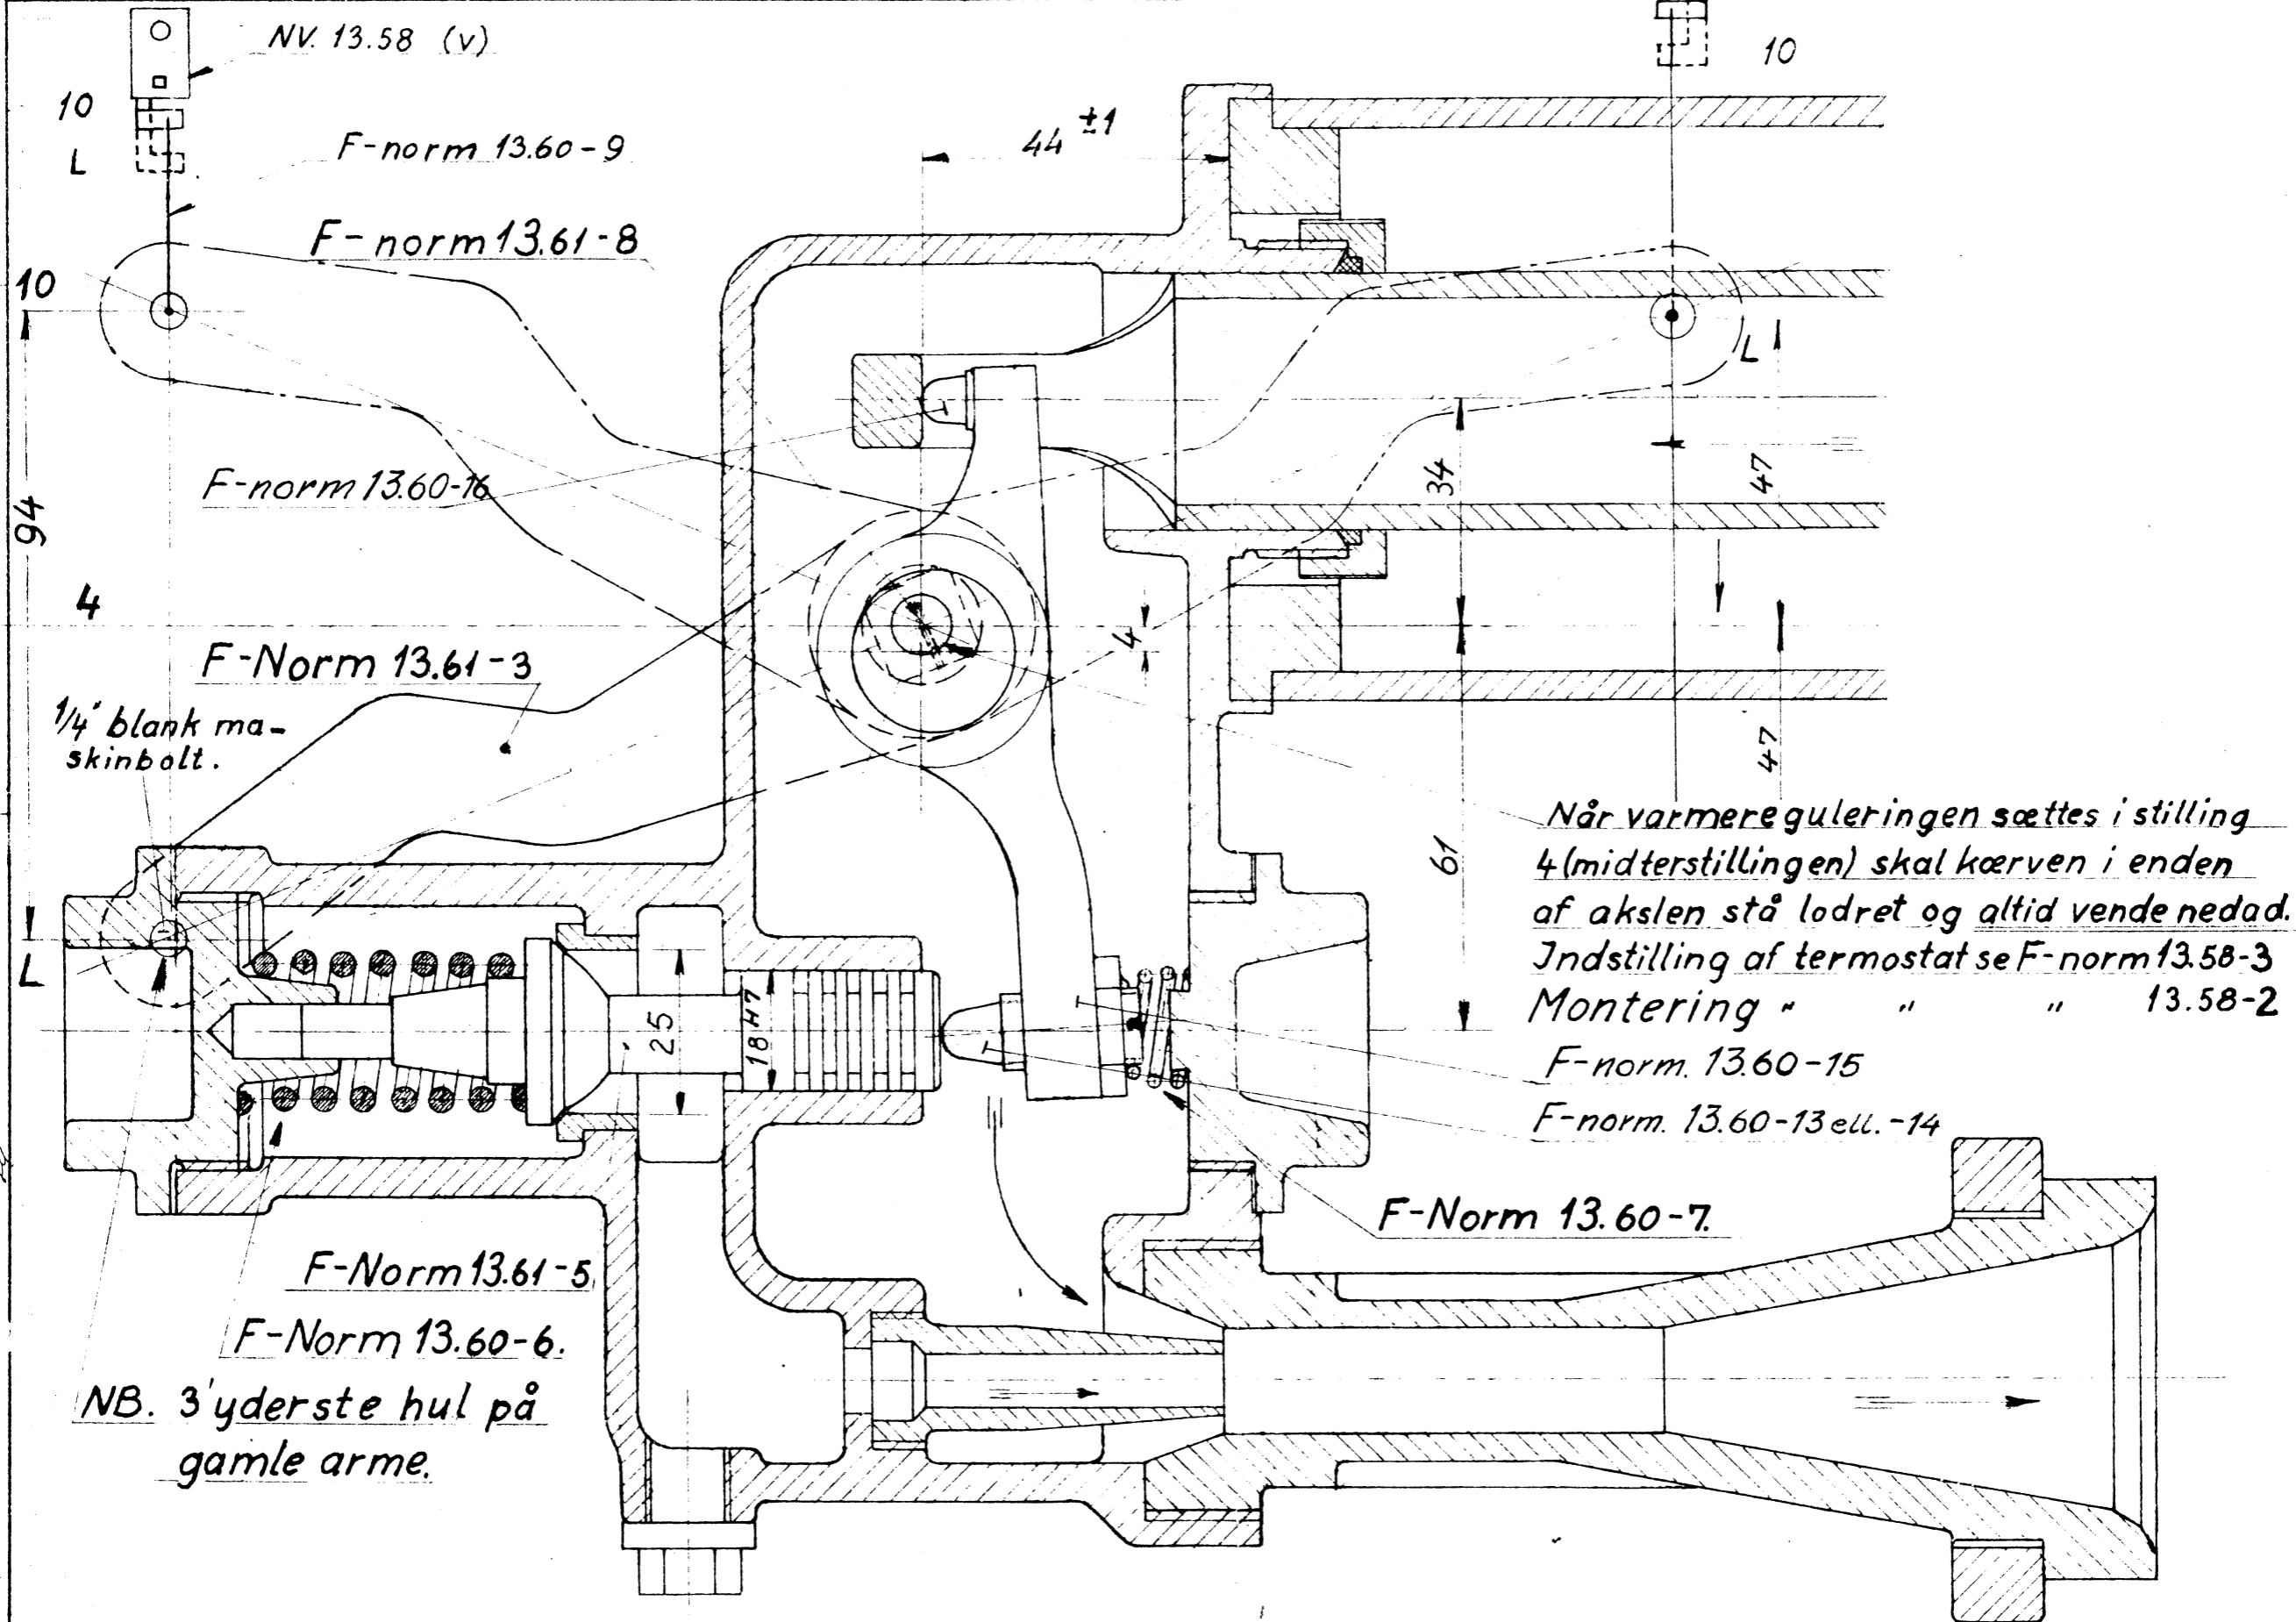 NV. 13.58 (v)
10
10
L
44 ±1
F-norm 13.60-9
F-norm 13.61-8
10
L
F-norm 13.60-16
34
47
94
4
4
F-Norm 13.61-3
1/4" blank ma-
skinbolt.
47
61
Når varmereguleringen sættes i stilling
4 (midterstillingen) skal kærven i enden
af akslen stå lodret og altid vende nedad.
Indstilling af termostat se F-norm 13.58-3
Montering " " " 13.58-2
L
25
18 H7
F-norm. 13.60-15
F-norm. 13.60-13 ell. -14
F-Norm 13.60-7.
F-Norm 13.61-5
F-Norm 13.60-6.
NB. 3' yderste hul på
gamle arme.